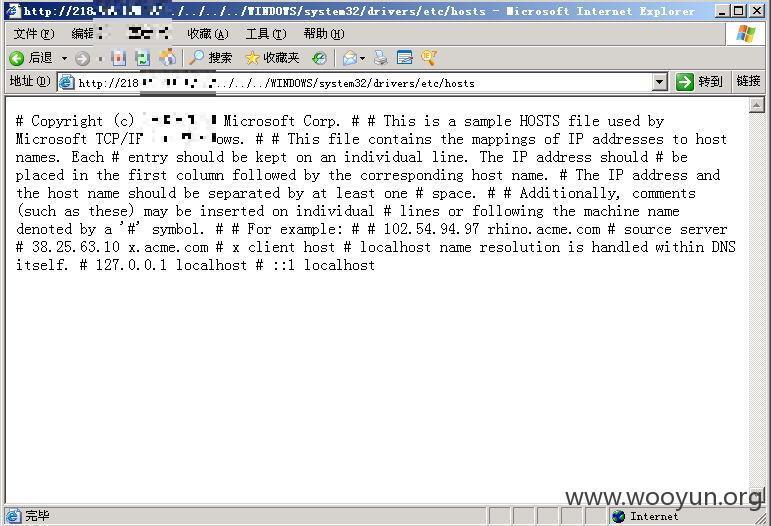 http://218 /../../../WINDOWS/system32/drivers/etc/hosts - Microsoft Internet Explorer
文件(F) 编辑 收藏(A) 工具(T) 帮助(H)
后退 搜索 收藏夹
地址(D) http://218 ../../../WINDOWS/system32/drivers/etc/hosts 转到 链接
# Copyright (c) Microsoft Corp. # # This is a sample HOSTS file used by
Microsoft TCP/IP ows. # # This file contains the mappings of IP addresses to host
names. Each # entry should be kept on an individual line. The IP address should # be
placed in the first column followed by the corresponding host name. # The IP address and
the host name should be separated by at least one # space. # # Additionally, comments
(such as these) may be inserted on individual # lines or following the machine name
denoted by a '#' symbol. # # For example: # # 102.54.94.97 rhino.acme.com # source server
# 38.25.63.10 x.acme.com # x client host # localhost name resolution is handled within DNS
itself. # 127.0.0.1 localhost # ::1 localhost
www.wooyun.org
完毕 Internet